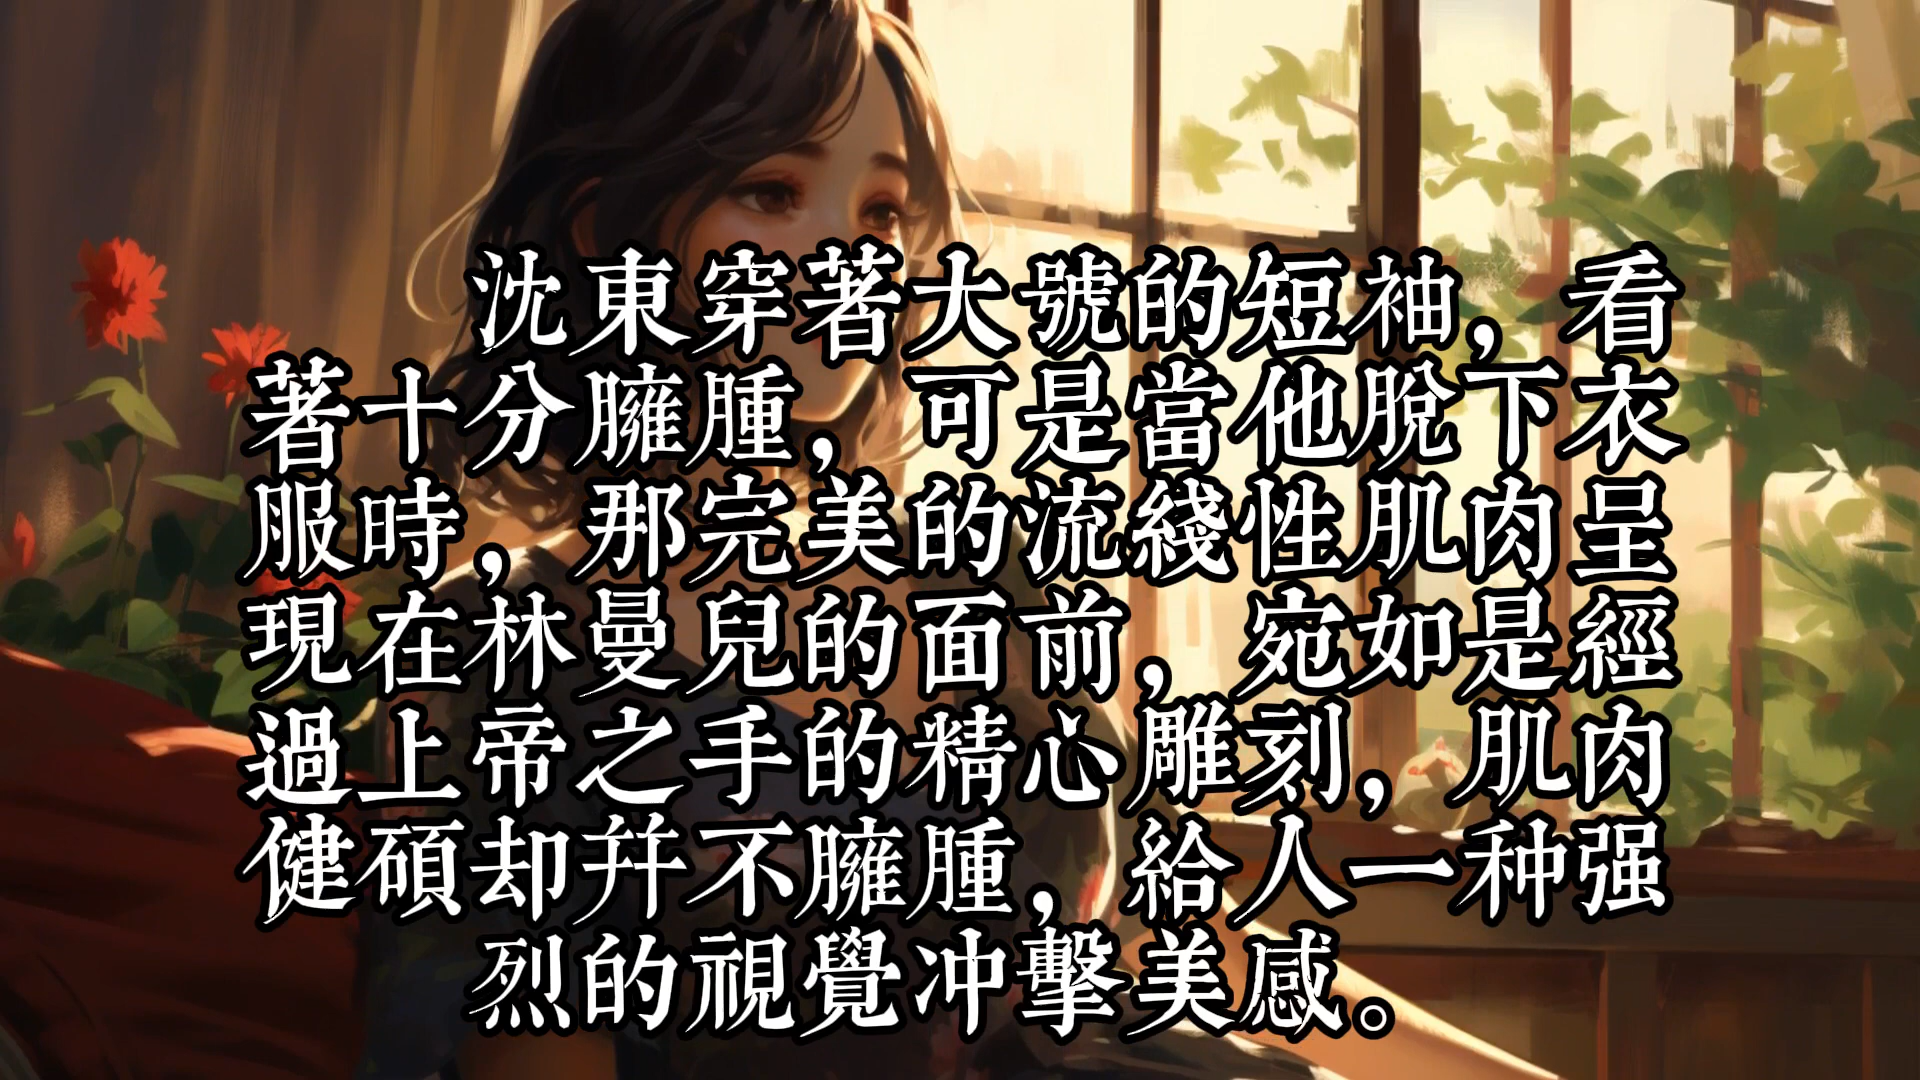 沈東穿著大號的短袖，看
著十分臃腫，可是當他脫下衣
服時，那完美的流綫性肌肉呈
現在林曼兒的面前，宛如是經
過上帝之手的精心雕刻，肌肉
健碩却并不臃腫，給人一种强
烈的視覺冲擊美感。